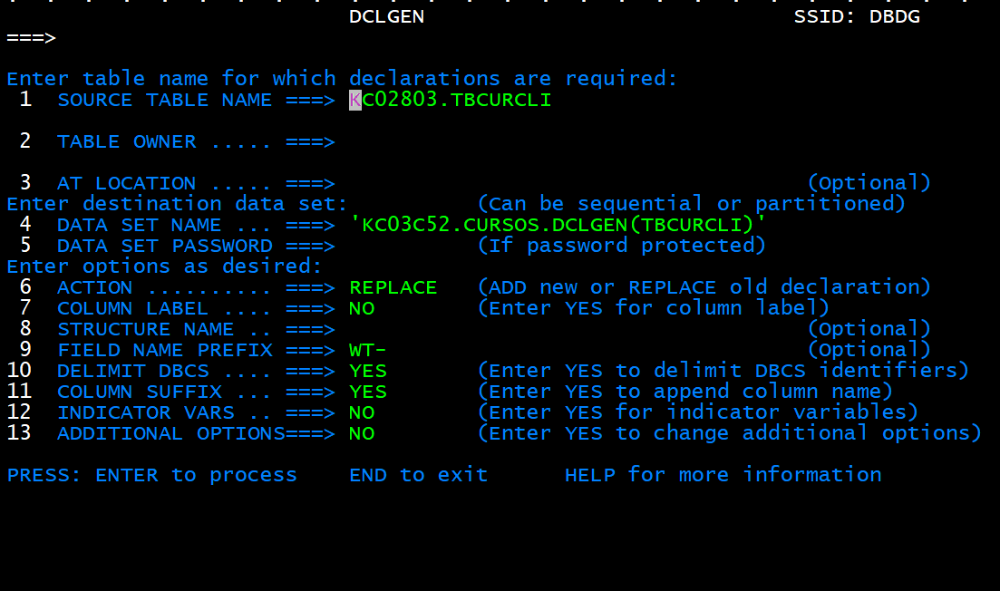 DCLGEN SSID: DBDG
===>
Enter table name for which declarations are required:
1 SOURCE TABLE NAME ===> KC02803.TBCURCLI
2 TABLE OWNER ..... ===>
3 AT LOCATION ..... ===> (Optional)
Enter destination data set: (Can be sequential or partitioned)
4 DATA SET NAME ... ===> 'KC03C52.CURSOS.DCLGEN(TBCURCLI)'
5 DATA SET PASSWORD ===> (If password protected)
Enter options as desired:
6 ACTION .......... ===> REPLACE (ADD new or REPLACE old declaration)
7 COLUMN LABEL .... ===> NO (Enter YES for column label)
8 STRUCTURE NAME .. ===> (Optional)
9 FIELD NAME PREFIX ===> WT- (Optional)
10 DELIMIT DBCS .... ===> YES (Enter YES to delimit DBCS identifiers)
11 COLUMN SUFFIX ... ===> YES (Enter YES to append column name)
12 INDICATOR VARS .. ===> NO (Enter YES for indicator variables)
13 ADDITIONAL OPTIONS===> NO (Enter YES to change additional options)
PRESS: ENTER to process END to exit HELP for more information